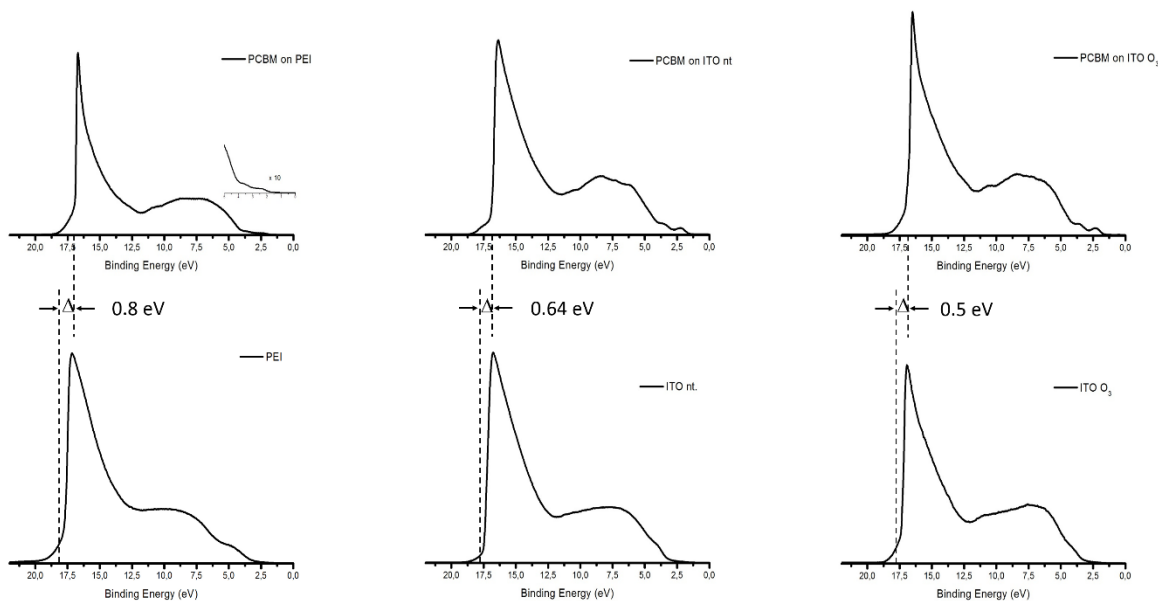 PCBM on PEI
x 10
20,0 17,5 15,0 12,5 10,0 7,5 5,0 2,5 0,0
Binding Energy (eV)
PCBM on ITO nt
20,0 17,5 15,0 12,5 10,0 7,5 5,0 2,5 0,0
Binding Energy (eV)
PCBM on ITO O₃
20,0 17,5 15,0 12,5 10,0 7,5 5,0 2,5 0,0
Binding Energy (eV)
Δ 0.8 eV
Δ 0.64 eV
Δ 0.5 eV
PEI
20,0 17,5 15,0 12,5 10,0 7,5 5,0 2,5 0,0
Binding Energy (eV)
ITO nt.
20,0 17,5 15,0 12,5 10,0 7,5 5,0 2,5 0,0
Binding Energy (eV)
ITO O₃
20,0 17,5 15,0 12,5 10,0 7,5 5,0 2,5 0,0
Binding Energy (eV)